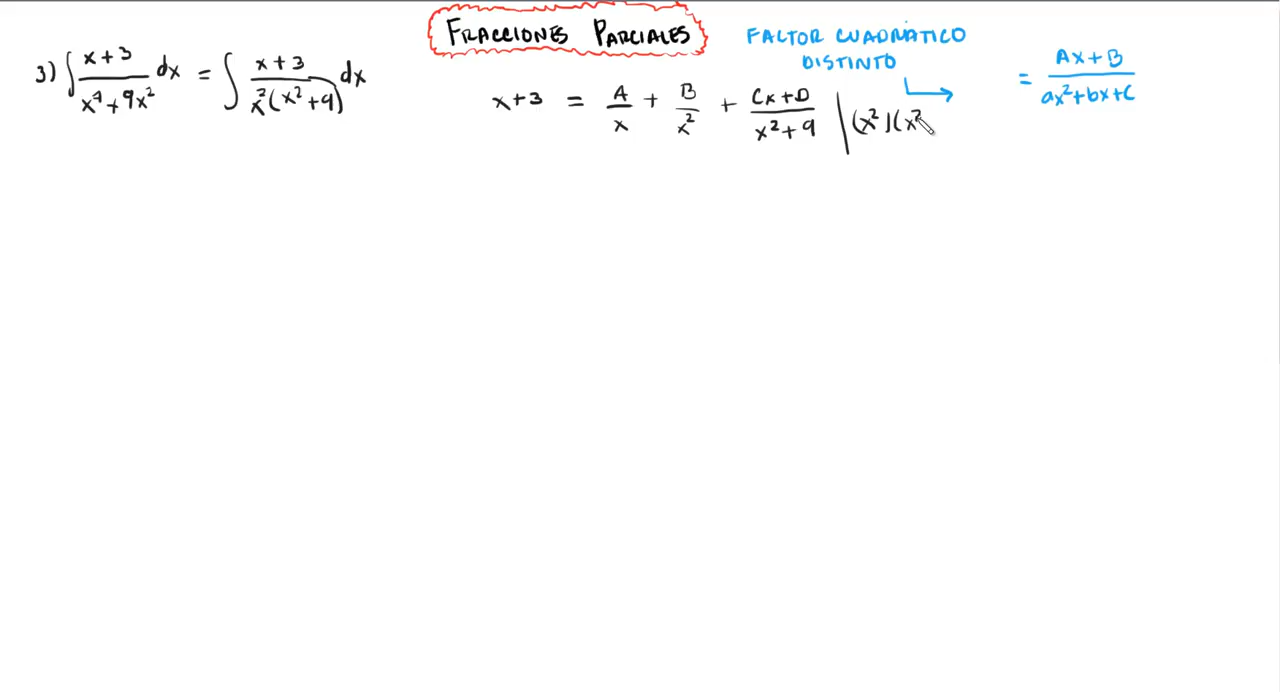 FRACCIONES PARCIALES
FACTOR CUADRÁTICO
DISTINTO
= Ax+B / ax²+bx+c
3) ∫ x+3 / x⁴+9x² dx = ∫ x+3 / x²(x²+9) dx
x+3 = A/x + B/x² + Cx+D / x²+9 | (x²)(x²